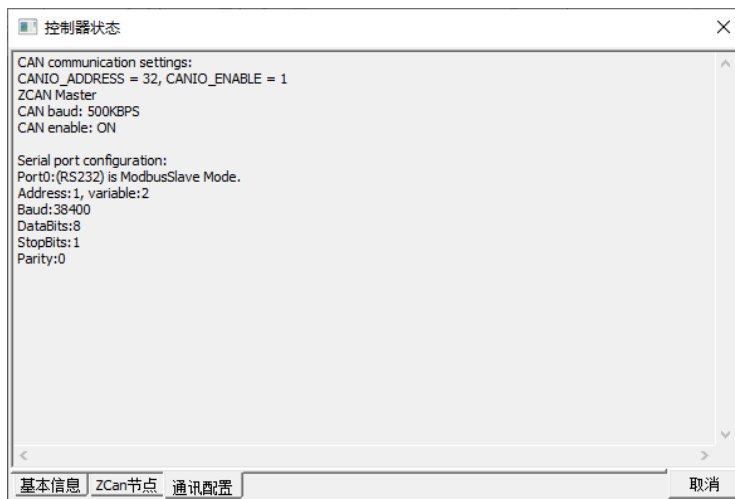 控制器状态
CAN communication settings:
CANIO_ADDRESS = 32, CANIO_ENABLE = 1
ZCAN Master
CAN baud: 500KBPS
CAN enable: ON
Serial port configuration:
Port0:(RS232) is ModbusSlave Mode.
Address:1, variable:2
Baud:38400
DataBits:8
StopBits:1
Parity:0
基本信息 ZCan节点 通讯配置 取消